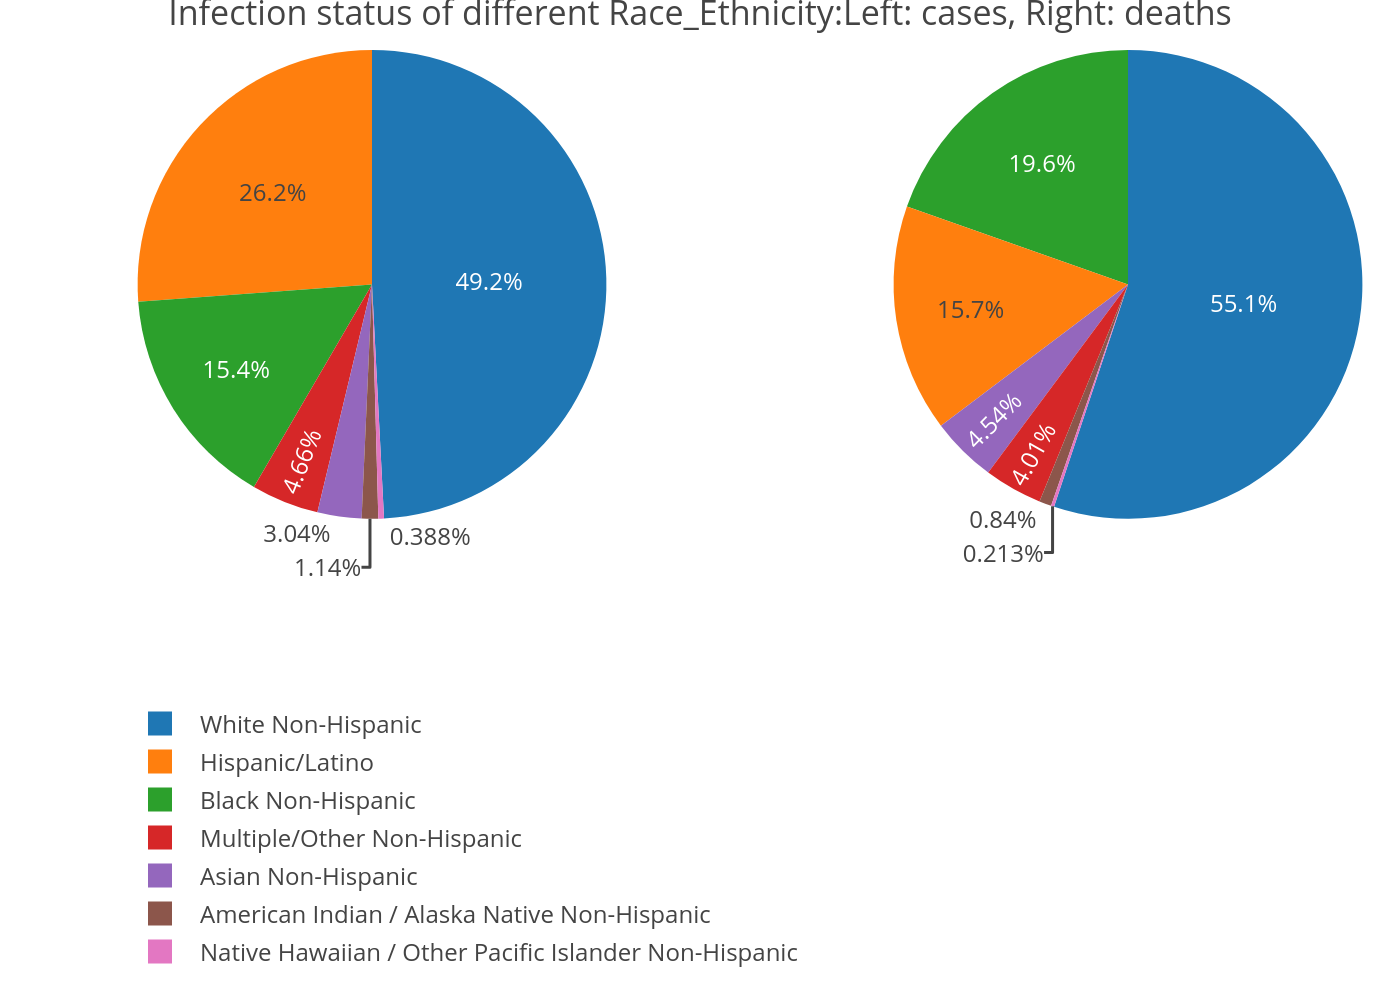 Infection status of different Race_Ethnicity:Left: cases, Right: deaths
26.2%
49.2%
15.4%
4.66%
3.04%
1.14%
0.388%
19.6%
55.1%
15.7%
4.54%
4.01%
0.84%
0.213%
White Non-Hispanic
Hispanic/Latino
Black Non-Hispanic
Multiple/Other Non-Hispanic
Asian Non-Hispanic
American Indian / Alaska Native Non-Hispanic
Native Hawaiian / Other Pacific Islander Non-Hispanic